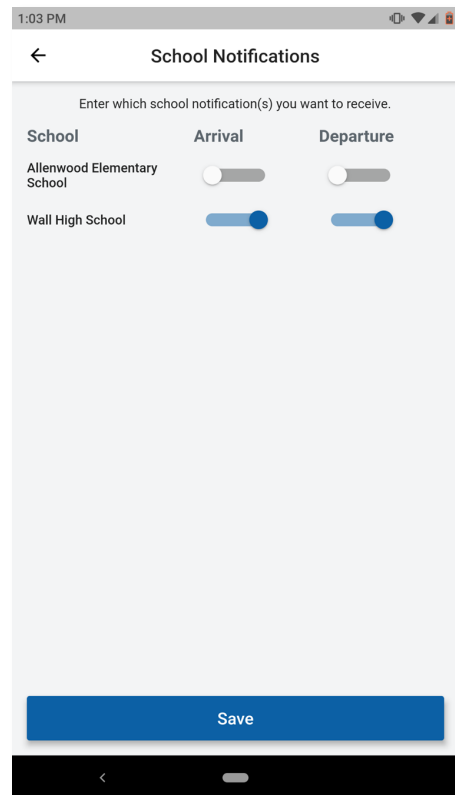 1:03 PM
School Notifications
Enter which school notification(s) you want to receive.
School Arrival Departure
Allenwood Elementary
School
Wall High School
Save